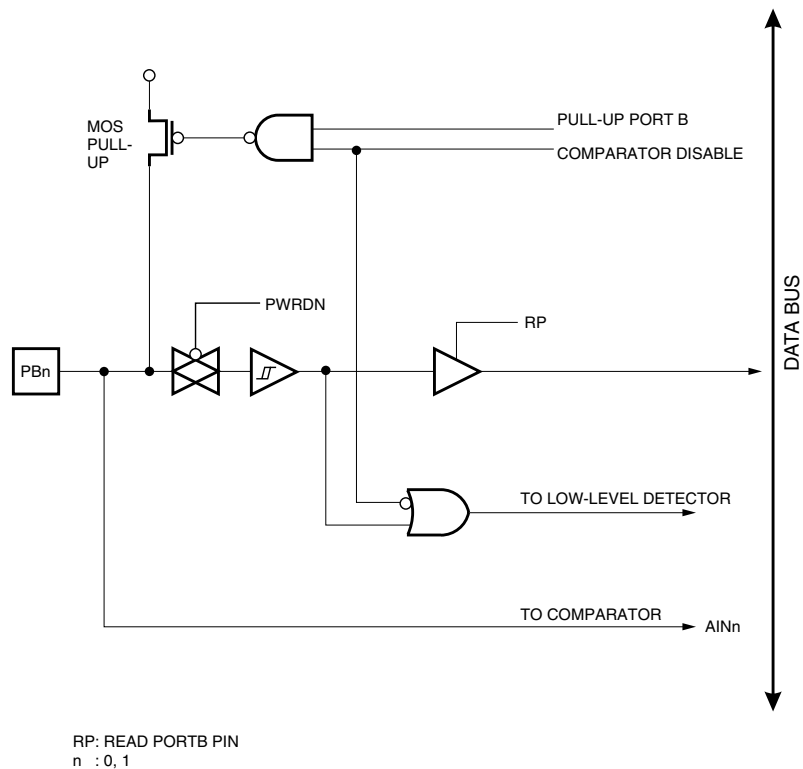 PULL-UP PORT B
MOS
PULL-
UP
COMPARATOR DISABLE
PWRDN
RP
DATA BUS
PBn
TO LOW-LEVEL DETECTOR
TO COMPARATOR
AINn
RP: READ PORTB PIN
n : 0, 1